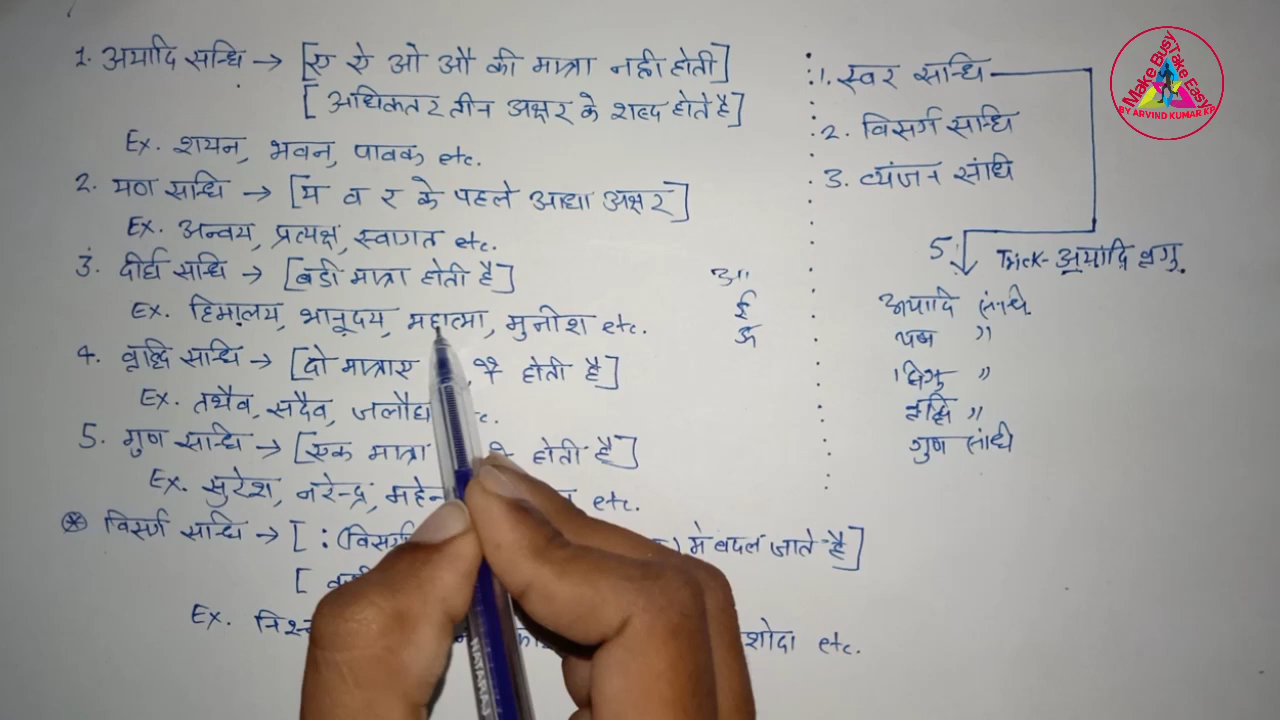 1. अयादि सन्धि → [ए ऐ ओ औ की मात्रा नही होती]
[ अधिकतर तीन अक्षर के शब्द होते है]
Ex. शयन, भवन, पावक etc.
2. यण सन्धि → [य व र के पहले आधा अक्षर]
Ex. अन्वय, प्रत्यक्ष, स्वागत etc.
3. दीर्घ सन्धि → [बडी मात्रा होती है]
Ex. हिमालय, भानूदय, महात्मा, मुनीश etc.
4. वृद्धि सन्धि → [दो मात्राए होती है]
Ex. तथैव, सदैव, जलौघ
5. गुण सन्धि → [एक मात्रा होती है]
Ex. सुरेश, नरेन्द्र, etc.
विसर्ग सन्धि → [ : (विसर्ग मे बदल जाते है]
[
Ex. etc.
1. स्वर सन्धि
2. विसर्ग सन्धि
3. व्यंजन संधि
5 Trick- अयादि
आ
ई
ऊ
अयादि संधि
यण "
"
वृद्धि "
गुण संधि
Make Busy Take Easy
BY ARVIND KUMAR KP
NATARAJ